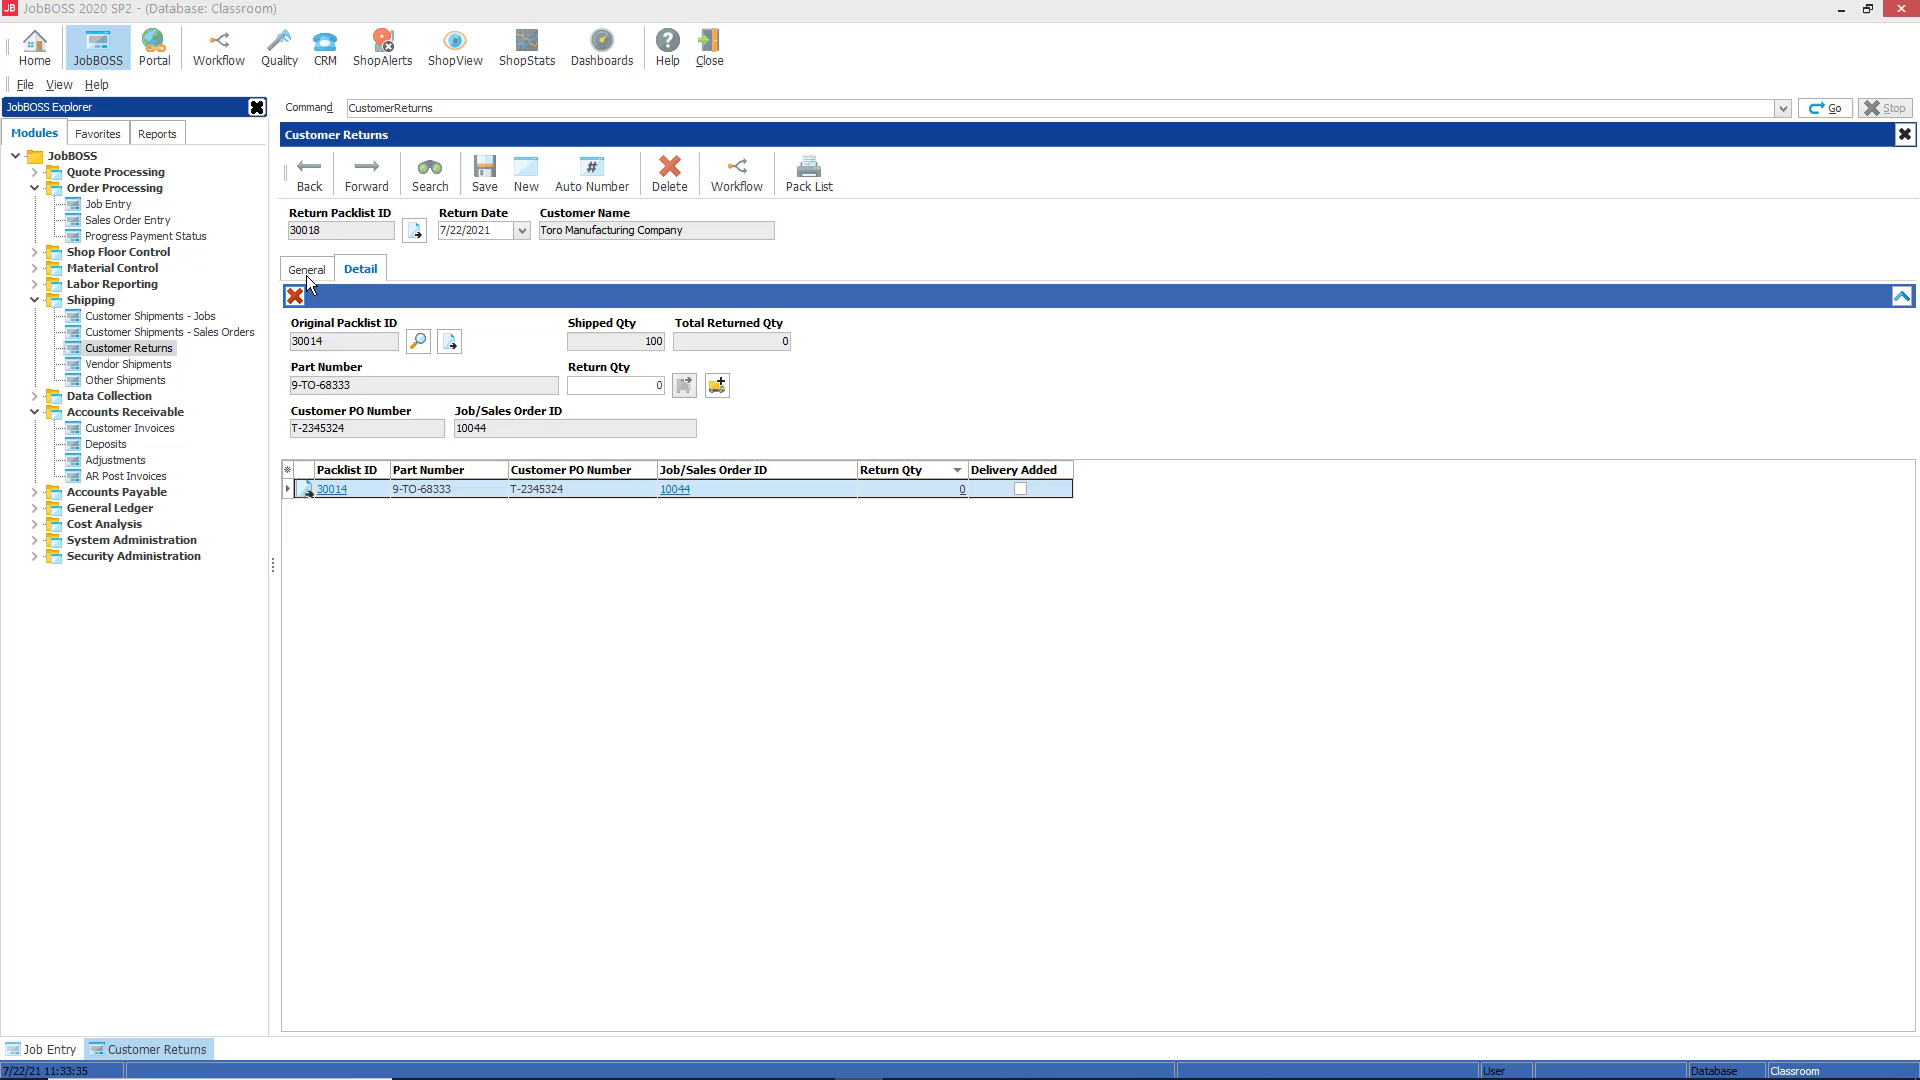 JB JobBOSS 2020 SP2 - (Database: Classroom)
Home JobBOSS Portal Workflow Quality CRM ShopAlerts ShopView ShopStats Dashboards Help Close
File View Help
JobBOSS Explorer
Modules Favorites Reports
JobBOSS
Quote Processing
Order Processing
Job Entry
Sales Order Entry
Progress Payment Status
Shop Floor Control
Material Control
Labor Reporting
Shipping
Customer Shipments - Jobs
Customer Shipments - Sales Orders
Customer Returns
Vendor Shipments
Other Shipments
Data Collection
Accounts Receivable
Customer Invoices
Deposits
Adjustments
AR Post Invoices
Accounts Payable
General Ledger
Cost Analysis
System Administration
Security Administration
Command CustomerReturns Go Stop
Customer Returns
Back Forward Search Save New # Auto Number Delete Workflow Pack List
Return Packlist ID Return Date Customer Name
30018 7/22/2021 Toro Manufacturing Company
General Detail
Original Packlist ID Shipped Qty Total Returned Qty
30014 100 0
Part Number Return Qty
9-TO-68333 0
Customer PO Number Job/Sales Order ID
T-2345324 10044
Packlist ID Part Number Customer PO Number Job/Sales Order ID Return Qty Delivery Added
30014 9-TO-68333 T-2345324 10044 0
Job Entry Customer Returns
7/22/21 11:33:35 User Database Classroom